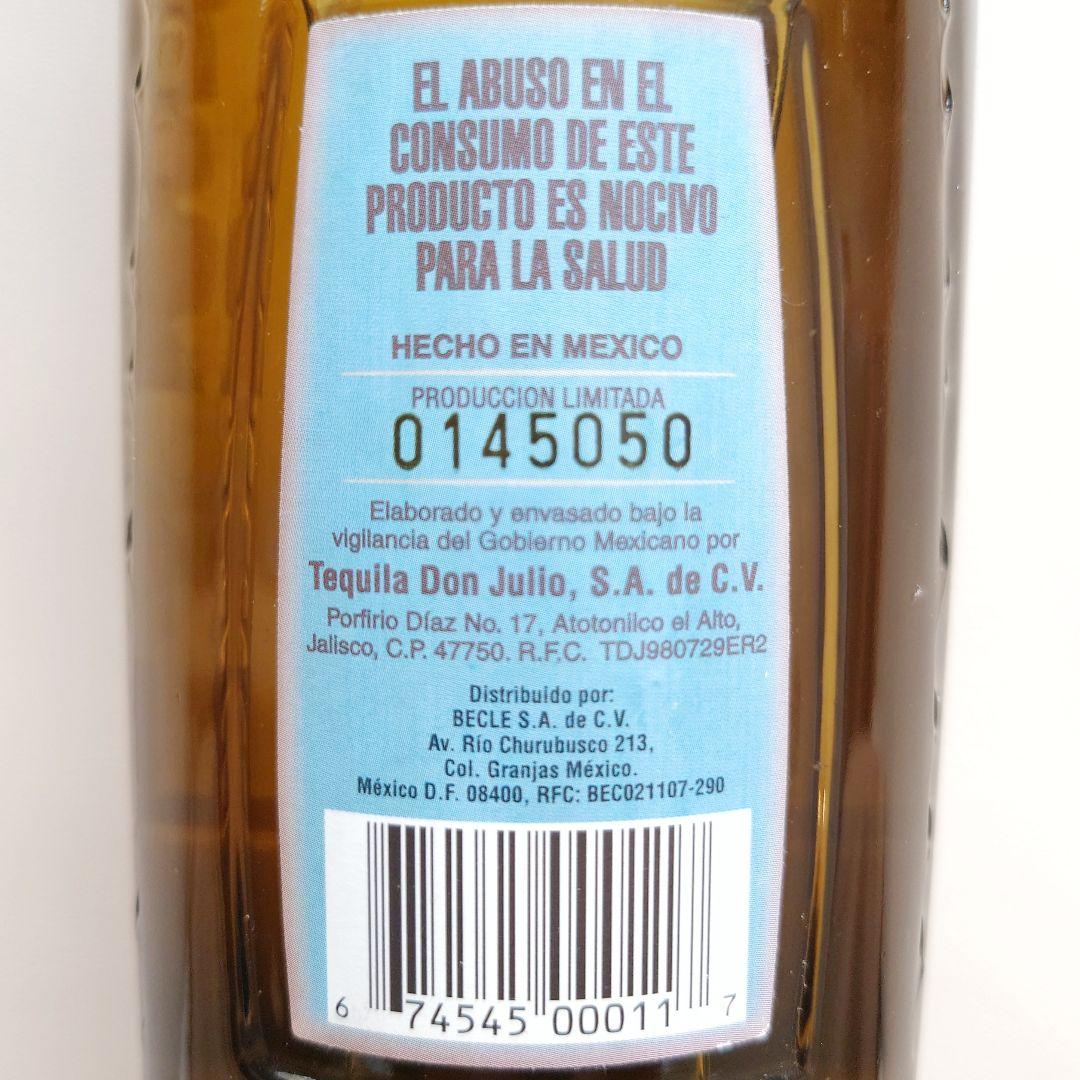 EL ABUSO EN EL
CONSUMO DE ESTE
PRODUCTO ES NOCIVO
PARA LA SALUD
HECHO EN MEXICO
PRODUCCION LIMITADA
0145050
Elaborado y envasado bajo la
vigilancia del Gobierno Mexicano por
Tequila Don Julio, S.A. de C.V.
Porfirio Díaz No. 17, Atotonilco el Alto,
Jalisco, C.P. 47750. R.F.C. TDJ980729ER2
Distribuido por:
BECLE S.A. de C.V.
Av. Río Churubusco 213,
Col. Granjas México.
México D.F. 08400, RFC: BEC021107-290
6 74545 00011 7